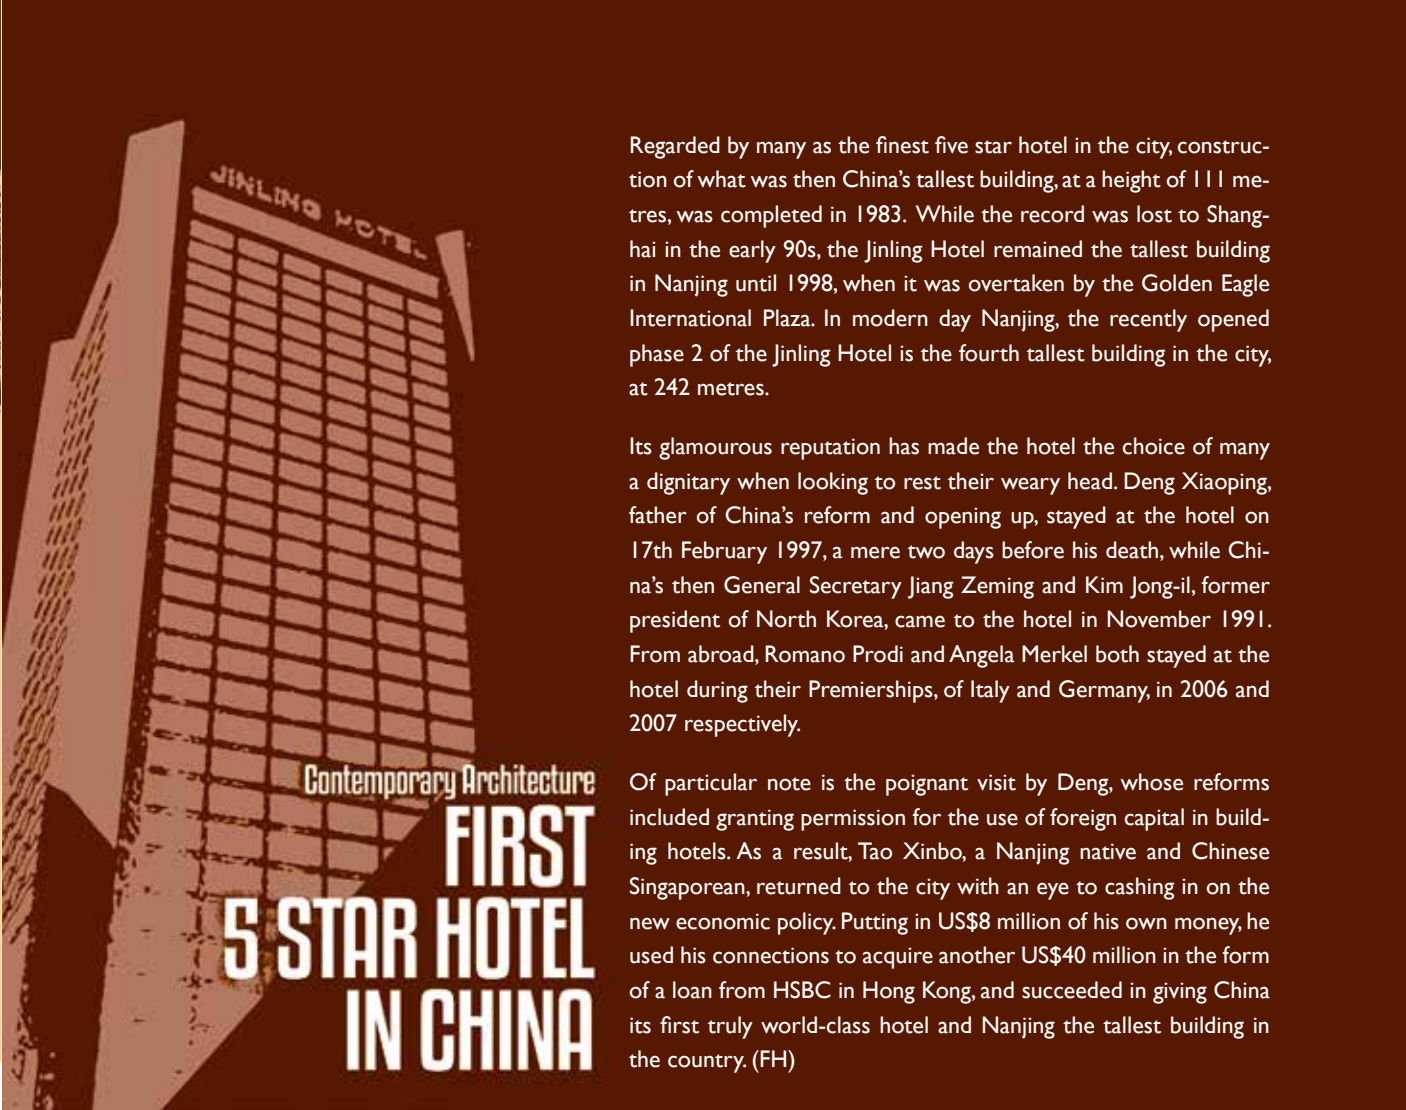 JINLING HOTEL
Contemporary Architecture
FIRST
5 STAR HOTEL
IN CHINA
Regarded by many as the finest five star hotel in the city, construc-
tion of what was then China’s tallest building, at a height of 111 me-
tres, was completed in 1983. While the record was lost to Shang-
hai in the early 90s, the Jinling Hotel remained the tallest building
in Nanjing until 1998, when it was overtaken by the Golden Eagle
International Plaza. In modern day Nanjing, the recently opened
phase 2 of the Jinling Hotel is the fourth tallest building in the city,
at 242 metres.
Its glamourous reputation has made the hotel the choice of many
a dignitary when looking to rest their weary head. Deng Xiaoping,
father of China’s reform and opening up, stayed at the hotel on
17th February 1997, a mere two days before his death, while Chi-
na’s then General Secretary Jiang Zeming and Kim Jong-il, former
president of North Korea, came to the hotel in November 1991.
From abroad, Romano Prodi and Angela Merkel both stayed at the
hotel during their Premierships, of Italy and Germany, in 2006 and
2007 respectively.
Of particular note is the poignant visit by Deng, whose reforms
included granting permission for the use of foreign capital in build-
ing hotels. As a result, Tao Xinbo, a Nanjing native and Chinese
Singaporean, returned to the city with an eye to cashing in on the
new economic policy. Putting in US$8 million of his own money, he
used his connections to acquire another US$40 million in the form
of a loan from HSBC in Hong Kong, and succeeded in giving China
its first truly world-class hotel and Nanjing the tallest building in
the country. (FH)